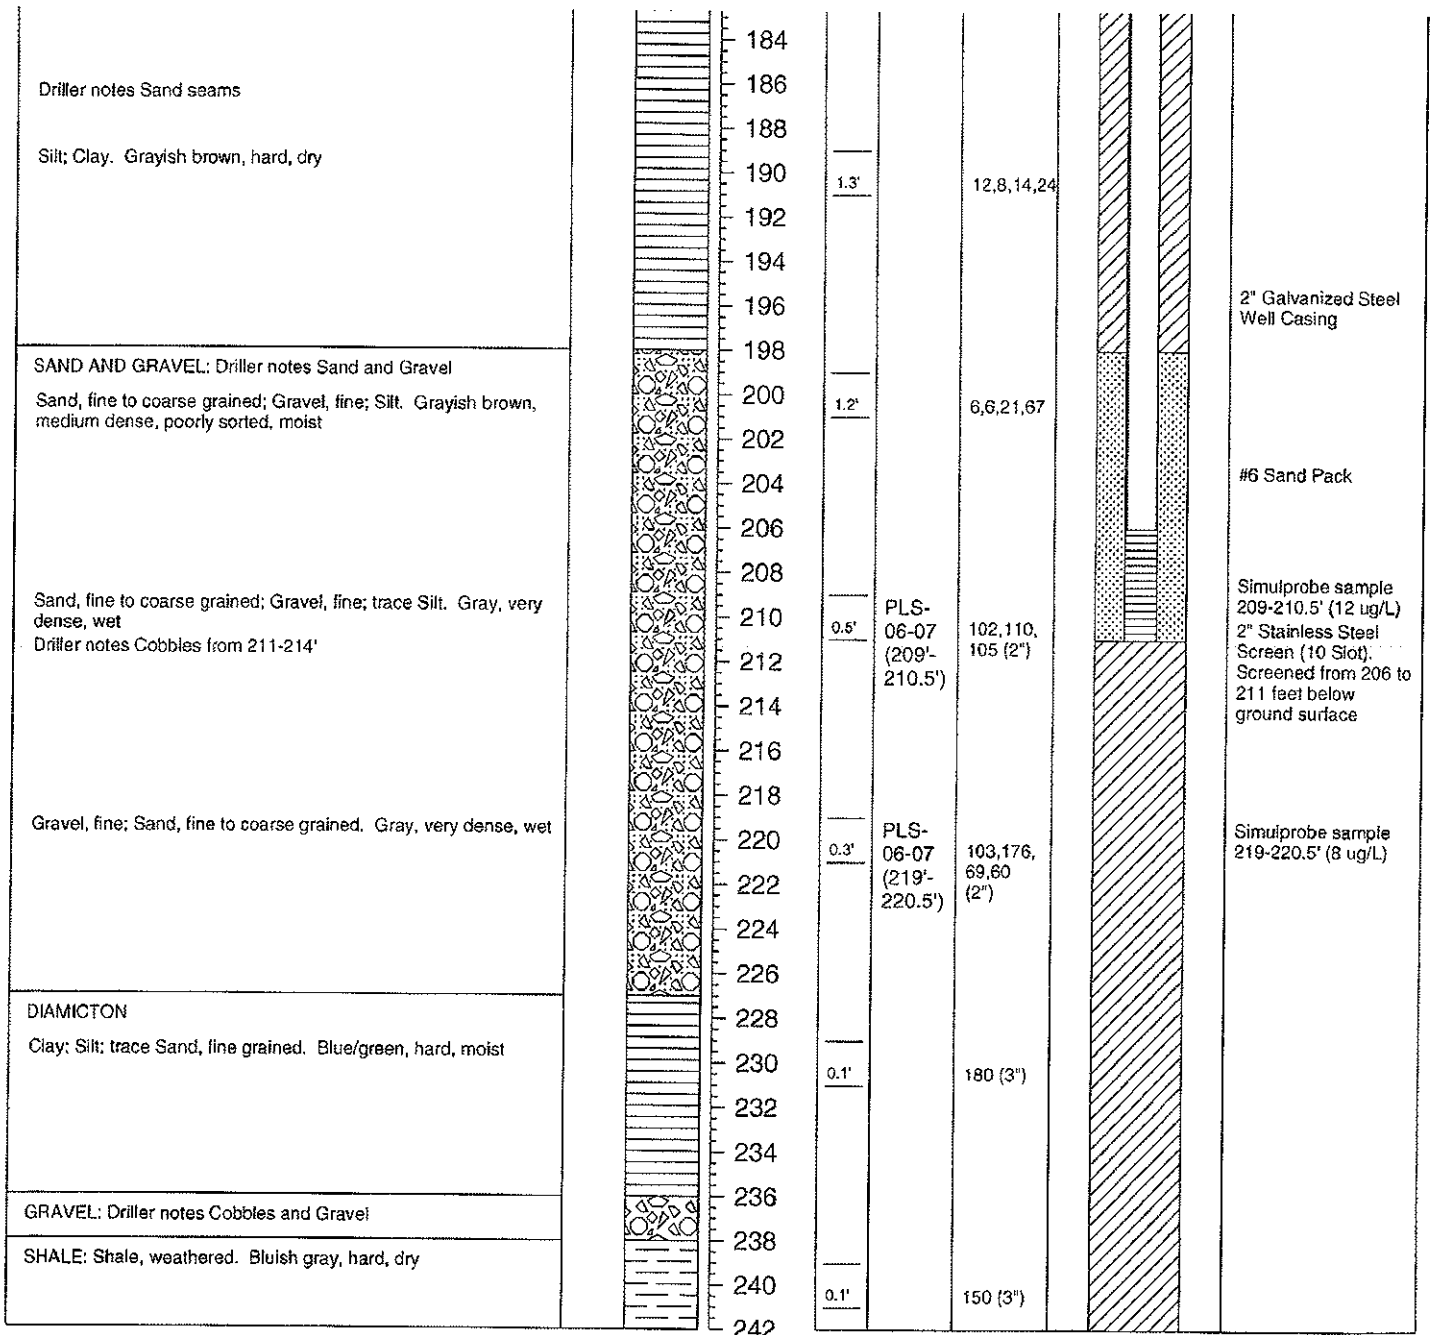 184
Driller notes Sand seams
186
188
Silt; Clay. Grayish brown, hard, dry
190
1.3'
12,8,14,24
192
194
196
2" Galvanized Steel
Well Casing
198
SAND AND GRAVEL: Driller notes Sand and Gravel
Sand, fine to coarse grained; Gravel, fine; Silt. Grayish brown,
medium dense, poorly sorted, moist
200
1.2'
6,6,21,67
202
204
#6 Sand Pack
206
208
Sand, fine to coarse grained; Gravel, fine; trace Silt. Gray, very
dense, wet
Driller notes Cobbles from 211-214'
210
0.5'
PLS-
06-07
(209'-
210.5')
102,110,
105 (2")
Simulprobe sample
209-210.5' (12 ug/L)
2" Stainless Steel
Screen (10 Slot).
Screened from 206 to
211 feet below
ground surface
212
214
216
218
Gravel, fine; Sand, fine to coarse grained. Gray, very dense, wet
220
0.3'
PLS-
06-07
(219'-
220.5')
103,176,
69,60
(2")
Simulprobe sample
219-220.5' (8 ug/L)
222
224
226
DIAMICTON
228
Clay; Silt; trace Sand, fine grained. Blue/green, hard, moist
230
0.1'
180 (3")
232
234
236
GRAVEL: Driller notes Cobbles and Gravel
238
SHALE: Shale, weathered. Bluish gray, hard, dry
240
0.1'
150 (3")
242